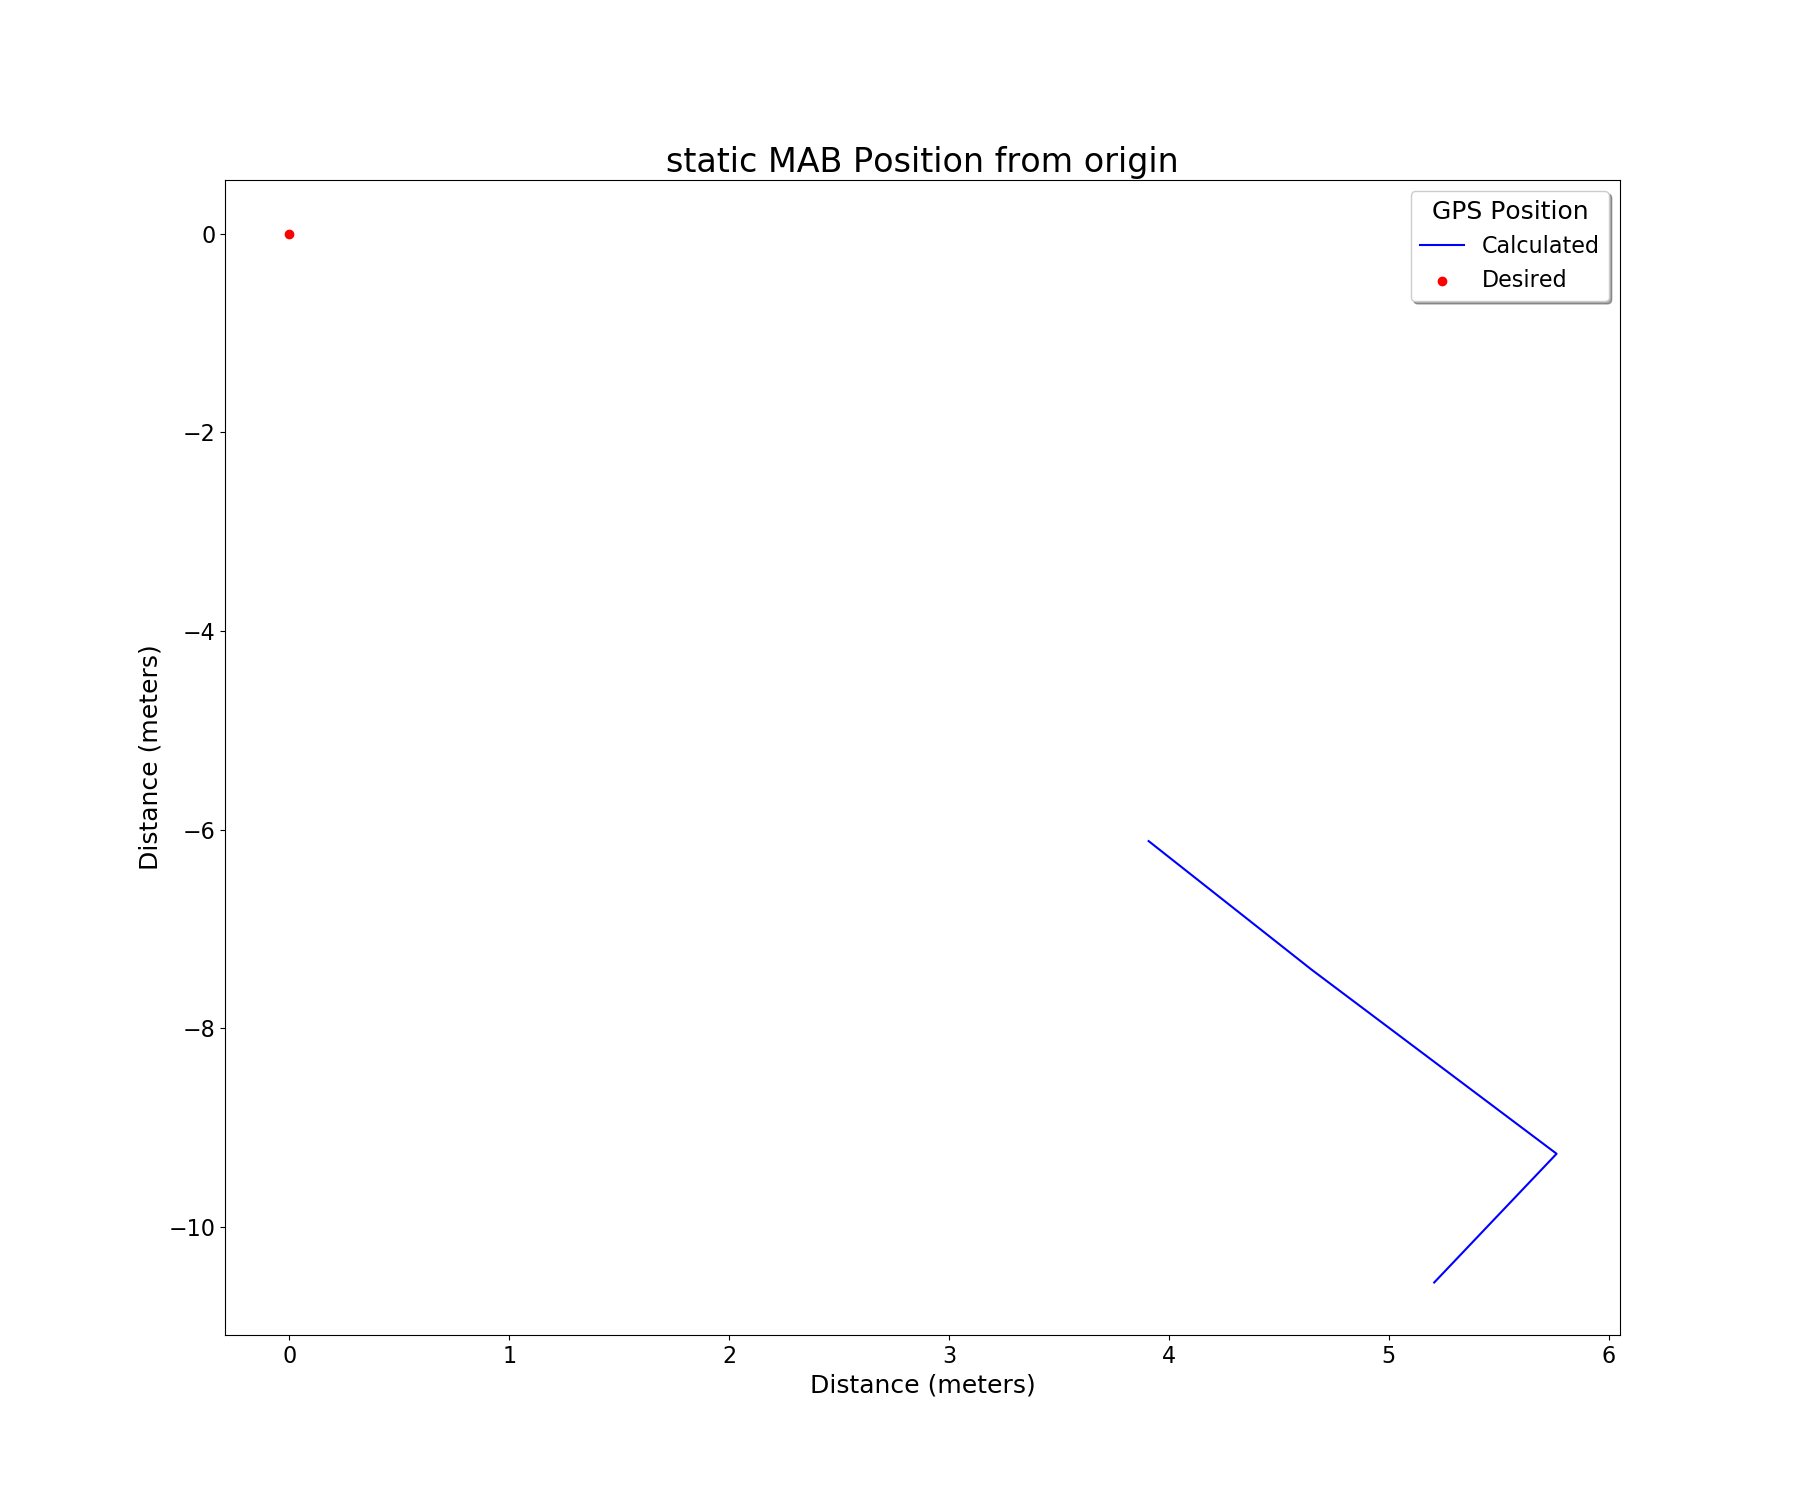 static MAB Position from origin
GPS Position
Calculated
Desired
0
−2
−4
−6
−8
−10
Distance (meters)
0 1 2 3 4 5 6
Distance (meters)